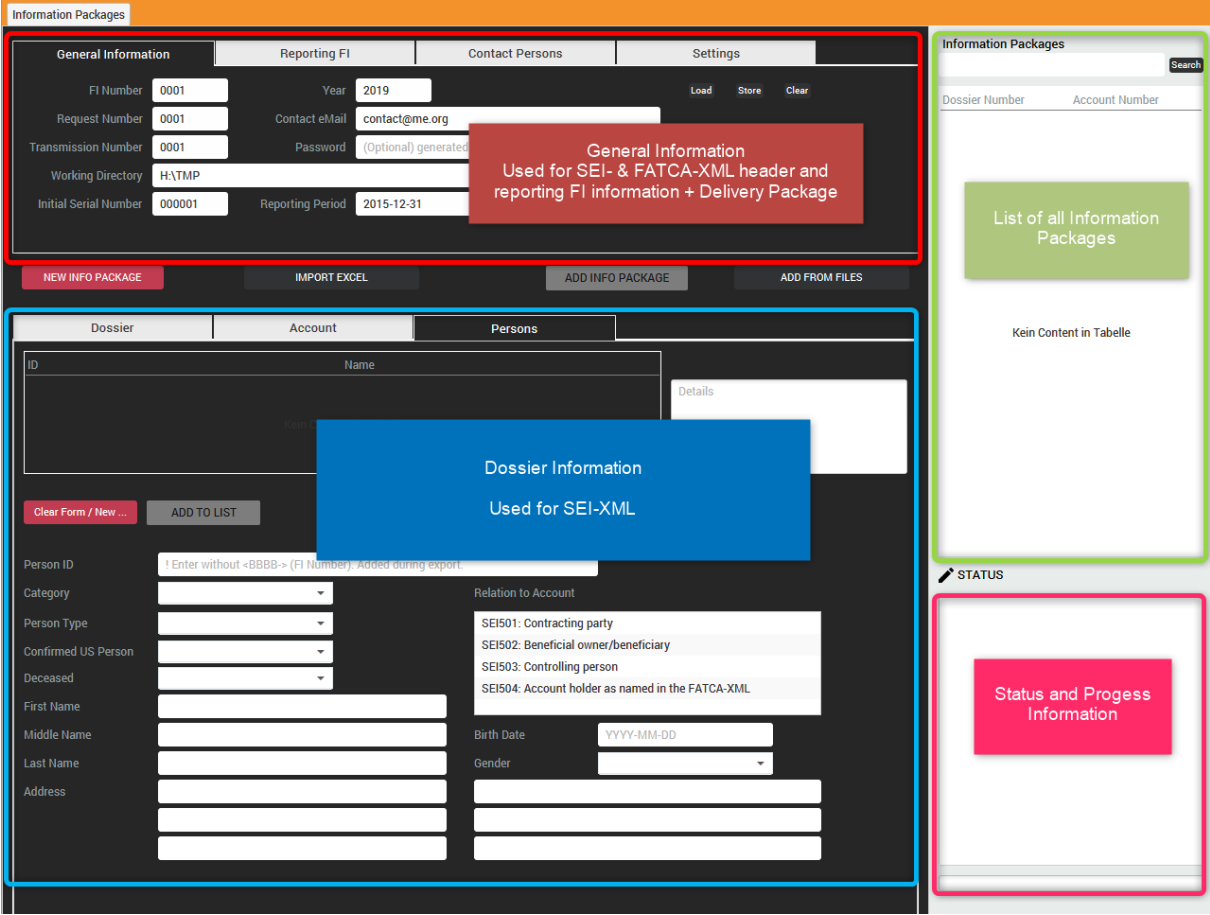 Information Packages
General Information
Reporting FI
Contact Persons
Settings
FI Number 0001
Year 2019
Load
Store
Clear
Request Number 0001
Contact eMail contact@me.org
Transmission Number 0001
Password (Optional) generated
Working Directory H:\TMP
Initial Serial Number 000001
Reporting Period 2015-12-31
General Information
Used for SEI- & FATCA-XML header and
reporting FI information + Delivery Package
NEW INFO PACKAGE
IMPORT EXCEL
ADD INFO PACKAGE
ADD FROM FILES
Dossier
Account
Persons
ID
Name
Details
Dossier Information
Used for SEI-XML
Clear Form / New ...
ADD TO LIST
Person ID ! Enter without <BBBB-> (FI Number). Added during export.
Category
Person Type
Confirmed US Person
Deceased
First Name
Middle Name
Last Name
Address
Relation to Account
SEI501: Contracting party
SEI502: Beneficial owner/beneficiary
SEI503: Controlling person
SEI504: Account holder as named in the FATCA-XML
Birth Date YYYY-MM-DD
Gender
Information Packages
Search
Dossier Number
Account Number
List of all Information
Packages
Kein Content in Tabelle
STATUS
Status and Progess
Information